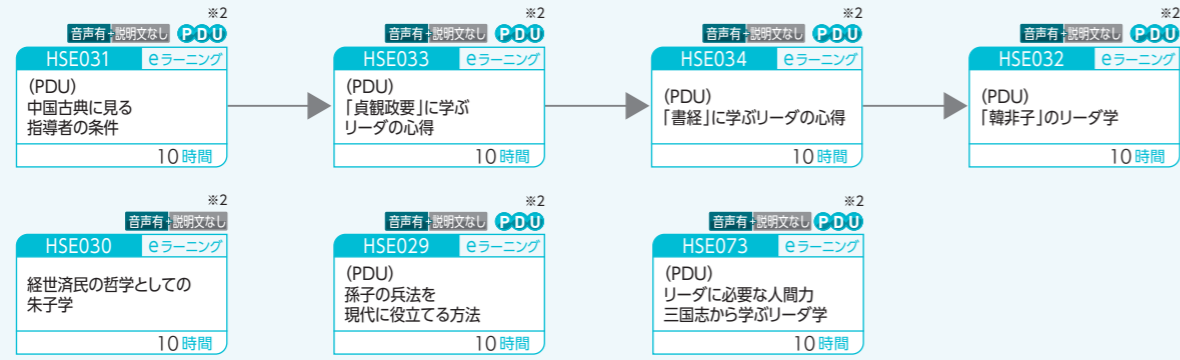 ※2
音声有+説明文なし PDU
HSE031 eラーニング
(PDU)
中国古典に見る
指導者の条件
10時間
※2
音声有+説明文なし PDU
HSE033 eラーニング
(PDU)
「貞観政要」に学ぶ
リーダの心得
10時間
※2
音声有+説明文なし PDU
HSE034 eラーニング
(PDU)
「書経」に学ぶリーダの心得
10時間
※2
音声有+説明文なし PDU
HSE032 eラーニング
(PDU)
「韓非子」のリーダ学
10時間
※2
音声有+説明文なし
HSE030 eラーニング
経世済民の哲学としての
朱子学
10時間
※2
音声有+説明文なし PDU
HSE029 eラーニング
(PDU)
孫子の兵法を
現代に役立てる方法
10時間
※2
音声有+説明文なし PDU
HSE073 eラーニング
(PDU)
リーダに必要な人間力
三国志から学ぶリーダ学
10時間